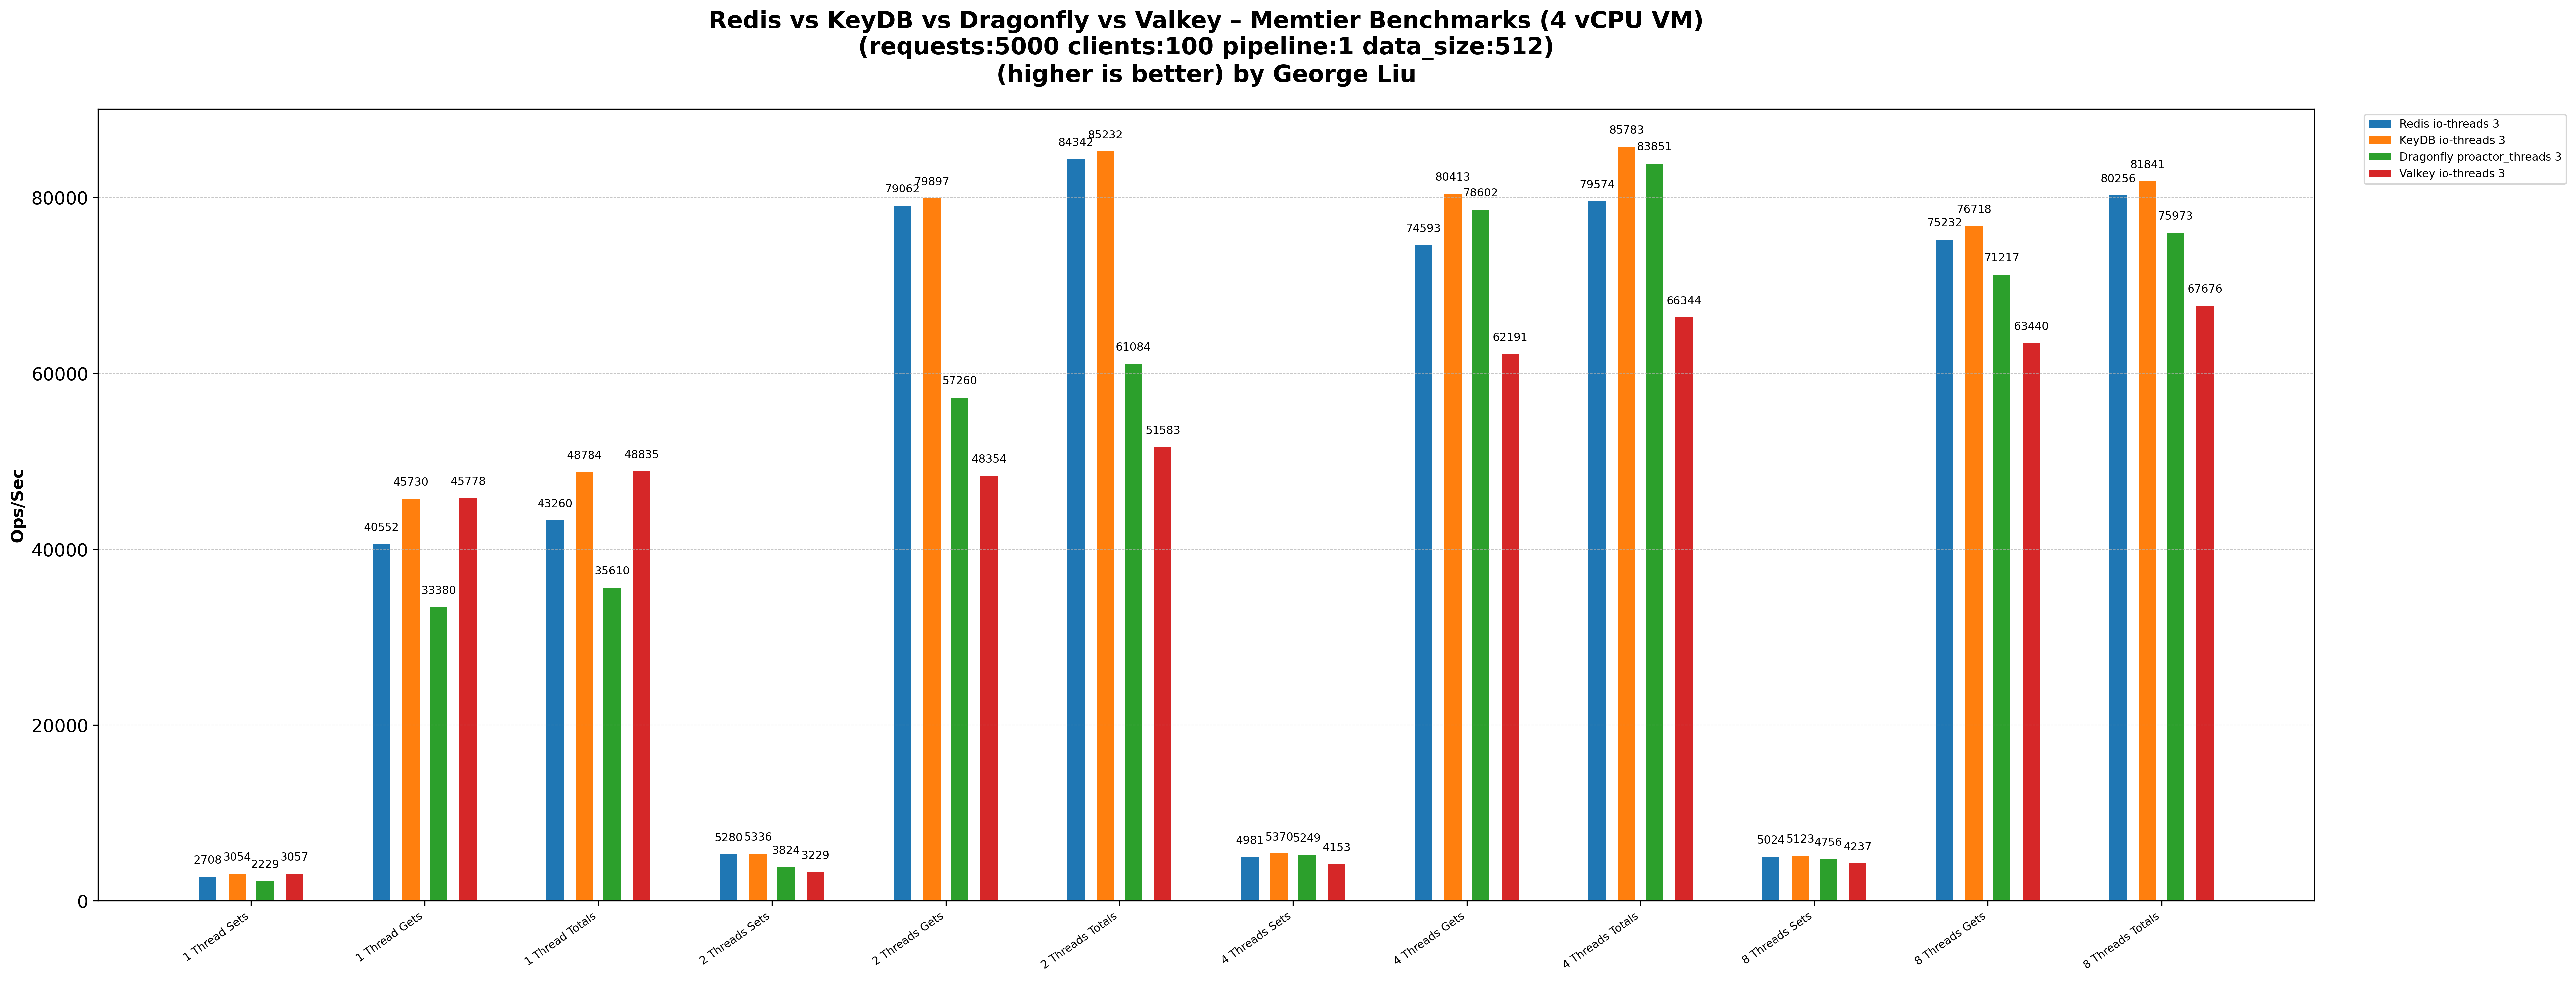 Redis vs KeyDB vs Dragonfly vs Valkey – Memtier Benchmarks (4 vCPU VM)
(requests:5000 clients:100 pipeline:1 data_size:512)
(higher is better) by George Liu
Redis io-threads 3
KeyDB io-threads 3
Dragonfly proactor_threads 3
Valkey io-threads 3
Ops/Sec
80000
60000
40000
20000
0
2708 3054 2229 3057
40552 45730 33380 45778
43260 48784 35610 48835
5280 5336 3824 3229
79062 79897 57260 48354
84342 85232 61084 51583
4981 5370 5249 4153
74593 80413 78602 62191
79574 85783 83851 66344
5024 5123 4756 4237
75232 76718 71217 63440
80256 81841 75973 67676
1 Thread Sets
1 Thread Gets
1 Thread Totals
2 Threads Sets
2 Threads Gets
2 Threads Totals
4 Threads Sets
4 Threads Gets
4 Threads Totals
8 Threads Sets
8 Threads Gets
8 Threads Totals